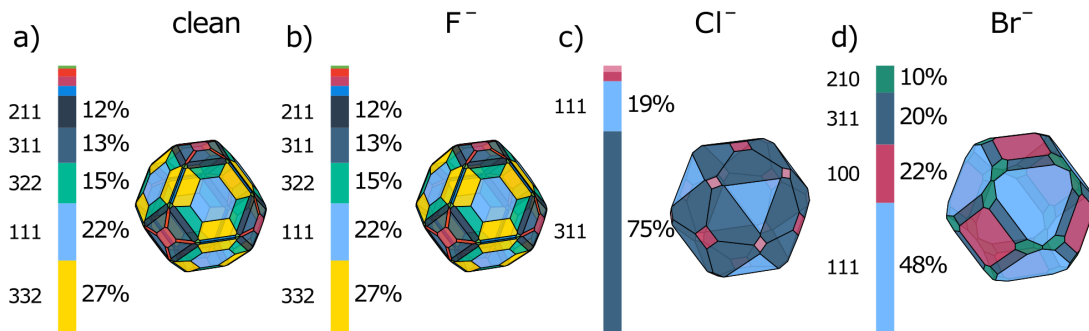 a)
clean
211 12%
311 13%
322 15%
111 22%
332 27%
b)
F⁻
211 12%
311 13%
322 15%
111 22%
332 27%
c)
Cl⁻
111 19%
311 75%
d)
Br⁻
210 10%
311 20%
100 22%
111 48%